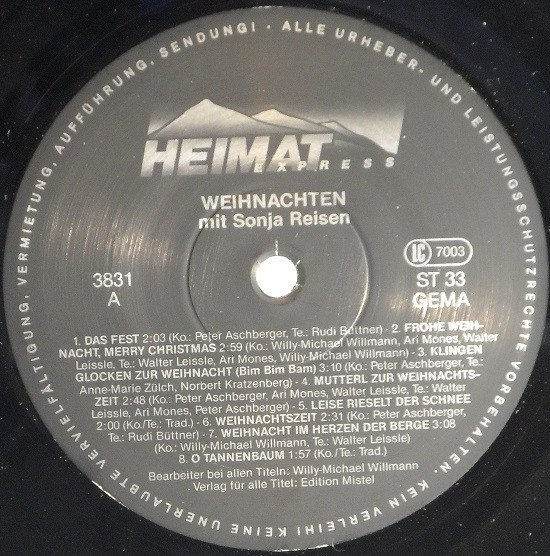 ALLE URHEBER- UND LEISTUNGSSCHUTZRECHTE VORBEHALTEN · KEIN VERLEIH! KEINE UNERLAUBTE VERVIELFÄLTIGUNG, VERMIETUNG, AUFFÜHRUNG, SENDUNG! ·
HEIMAT
EXPRESS
WEIHNACHTEN
mit Sonja Reisen
3831
A
LC 7003
ST 33
GEMA
1. DAS FEST 2:03 (Ko.: Peter Aschberger, Te.: Rudi Büttner) - 2. FROHE WEIH-
NACHT, MERRY CHRISTMAS 2:59 (Ko.: Willy-Michael Willmann, Walter
Leissle, Te.: Walter Leissle, Ari Mones, Willy-Michael Willmann) - 3. KLINGEN
GLOCKEN ZUR WEIHNACHT (Bim Bim Bam) 3:10 (Ko.: Peter Aschberger, Te.:
Anne-Marie Zülch, Norbert Kratzenberg) - 4. MUTTERL ZUR WEIHNACHTS-
ZEIT 2:48 (Ko.: Peter Aschberger, Ari Mones, Walter Leissle, Te.: Walter
Leissle, Ari Mones, Peter Aschberger) - 5. LEISE RIESELT DER SCHNEE
2:00 (Ko./Te.: Trad.) - 6. WEIHNACHTSZEIT 2:31 (Ko.: Peter Aschberger,
Te.: Rudi Büttner) - 7. WEIHNACHT IM HERZEN DER BERGE 3:08
(Ko.: Willy-Michael Willmann, Te.: Walter Leissle)
8. O TANNENBAUM 1:57 (Ko./Te.: Trad.)
Bearbeiter bei allen Titeln: Willy-Michael Willmann
Verlag für alle Titel: Edition Mistel